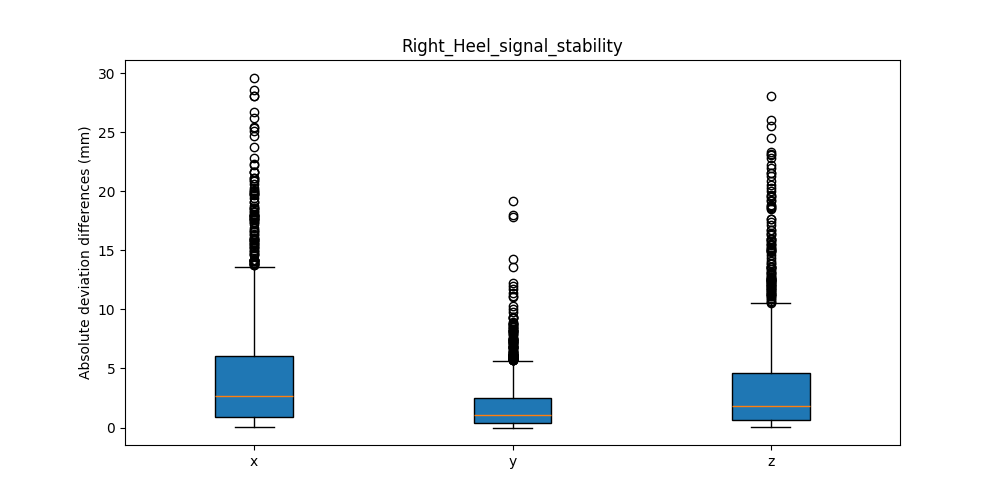 Right_Heel_signal_stability
Absolute deviation differences (mm)
30
25
20
15
10
5
0
x
y
z